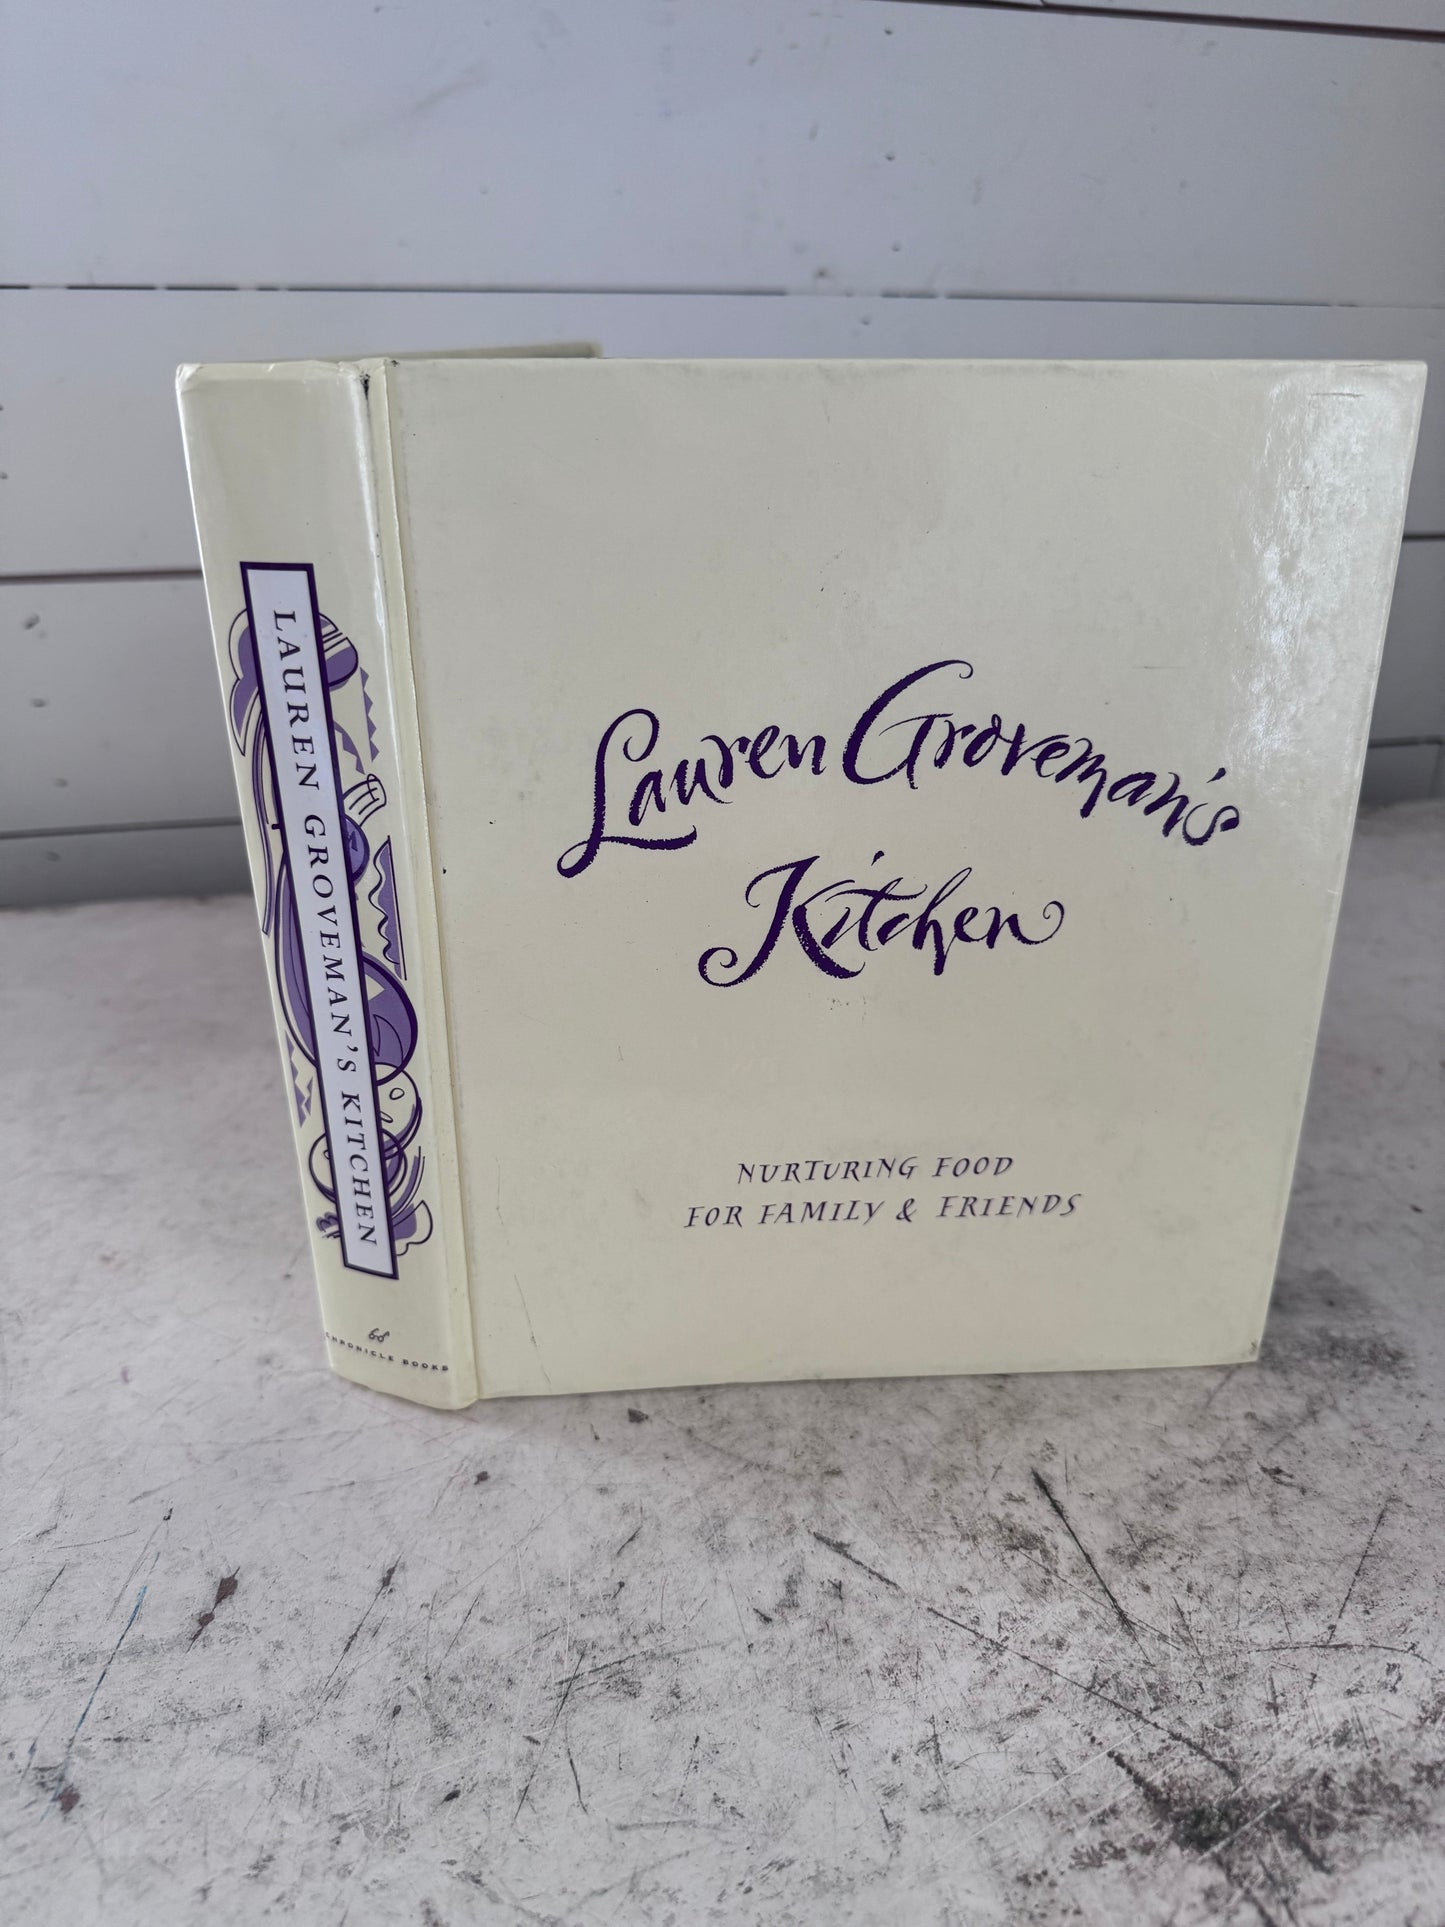 LAUREN GROVEMAN'S KITCHEN
CHRONICLE BOOKS
Lauren Groveman's
Kitchen
NURTURING FOOD
FOR FAMILY & FRIENDS